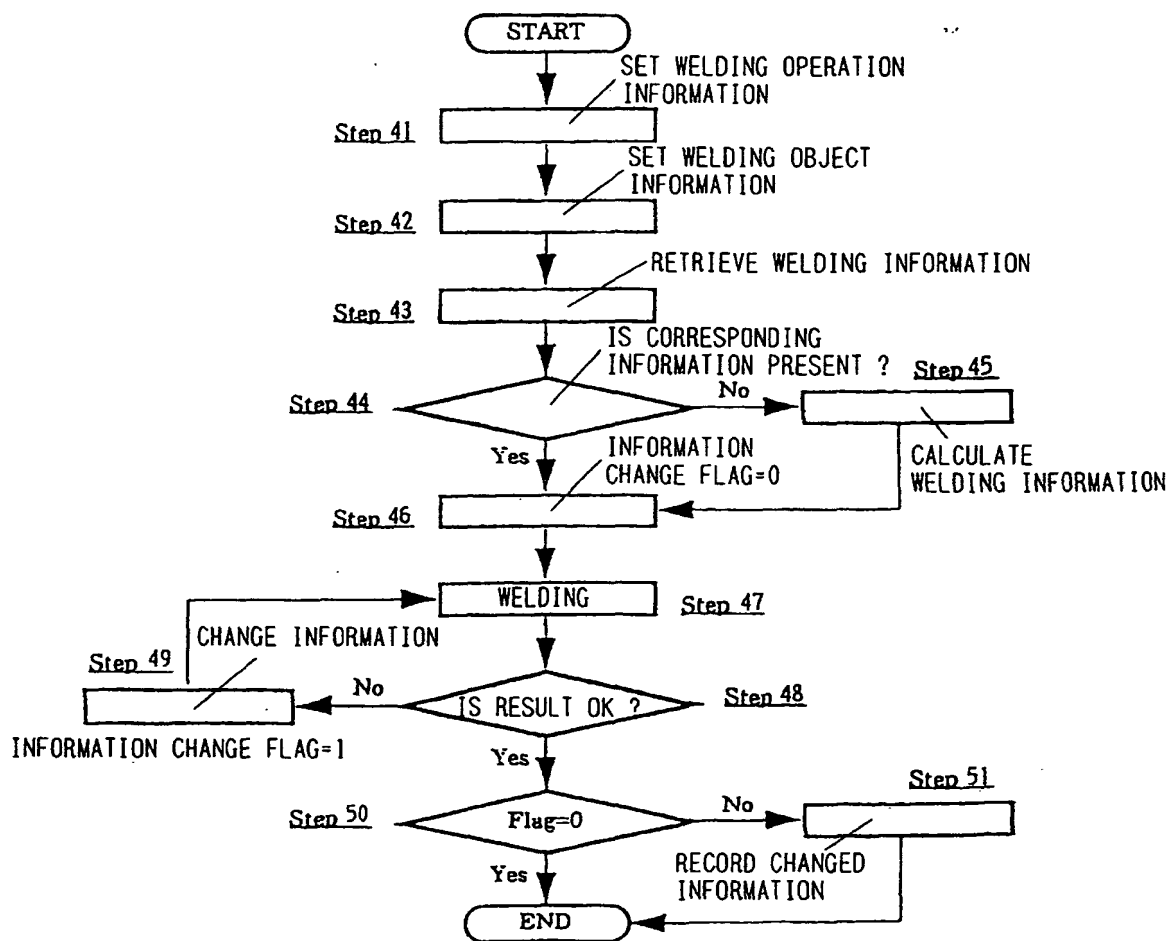 START
SET WELDING OPERATION
INFORMATION
Step 41
SET WELDING OBJECT
INFORMATION
Step 42
RETRIEVE WELDING INFORMATION
Step 43
IS CORRESPONDING
INFORMATION PRESENT ?
Step 44
No
Step 45
CALCULATE
WELDING INFORMATION
Yes
INFORMATION
CHANGE FLAG=0
Step 46
WELDING
Step 47
CHANGE INFORMATION
Step 49
No
IS RESULT OK ?
Step 48
INFORMATION CHANGE FLAG=1
Yes
Step 50
Flag=0
No
Step 51
RECORD CHANGED
INFORMATION
Yes
END